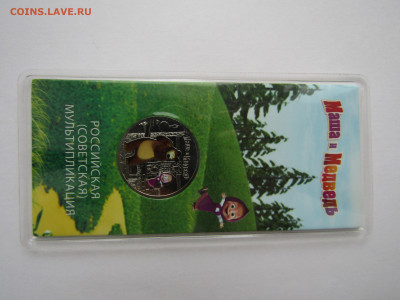 COINS.LAVE.RU
Маша и Медведь
РОССИЙСКАЯ
(СОВЕТСКАЯ)
МУЛЬТИПЛИКАЦИЯ